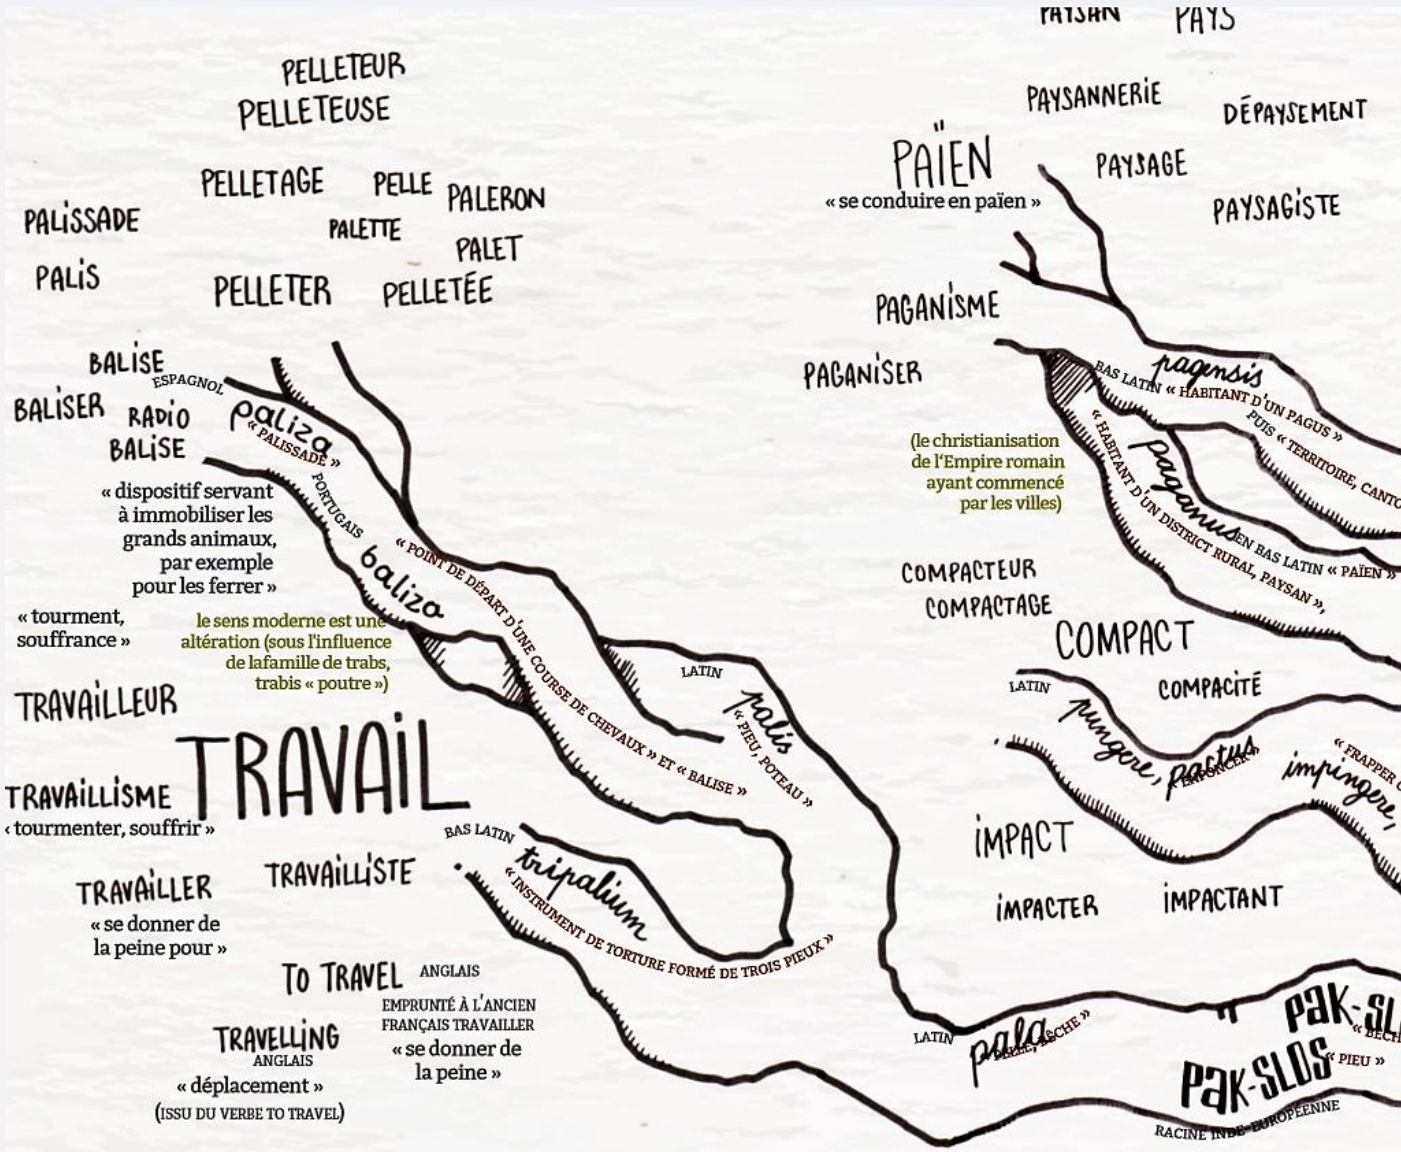 PAYSAN
PAYS
PELLETEUR
PELLETEUSE
PAYSANNERIE
DÉPAYSEMENT
PAÏEN
« se conduire en païen »
PAYSAGE
PAYSAGISTE
PELLETAGE
PELLE
PALERON
PALETTE
PALET
PALISSADE
PALIS
PELLETER
PELLETÉE
PAGANISME
PAGANISER
BALISE
BALISER
RADIO
BALISE
ESPAGNOL
paliza
« PALISSADE »
PORTUGAIS
baliza
« POINT DE DÉPART D'UNE COURSE DE CHEVAUX » ET « BALISE »
pagensis
BAS LATIN « HABITANT D'UN PAGUS »
PUIS « TERRITOIRE, CANTO
paganus
« HABITANT D'UN DISTRICT RURAL, PAYSAN »,
EN BAS LATIN « PAÏEN »
(le christianisation
de l'Empire romain
ayant commencé
par les villes)
« dispositif servant
à immobiliser les
grands animaux,
par exemple
pour les ferrer »
« tourment,
souffrance »
le sens moderne est une
altération (sous l'influence
de lafamille de trabs,
trabis « poutre »)
COMPACTEUR
COMPACTAGE
COMPACT
COMPACITÉ
LATIN
palis
« PIEU, POTEAU »
LATIN
pungere, pactus
impingere,
TRAVAILLEUR
TRAVAIL
TRAVAILLISME
‹ tourmenter, souffrir »
TRAVAILLER
« se donner de
la peine pour »
TRAVAILLISTE
BAS LATIN
tripalium
« INSTRUMENT DE TORTURE FORMÉ DE TROIS PIEUX »
IMPACT
IMPACTER
IMPACTANT
TO TRAVEL
ANGLAIS
EMPRUNTÉ À L'ANCIEN
FRANÇAIS TRAVAILLER
« se donner de
la peine »
TRAVELLING
ANGLAIS
« déplacement »
(ISSU DU VERBE TO TRAVEL)
LATIN
pala
PAK-SL
PAK-SLOS
« PIEU »
RACINE INDE-EUROPÉENNE